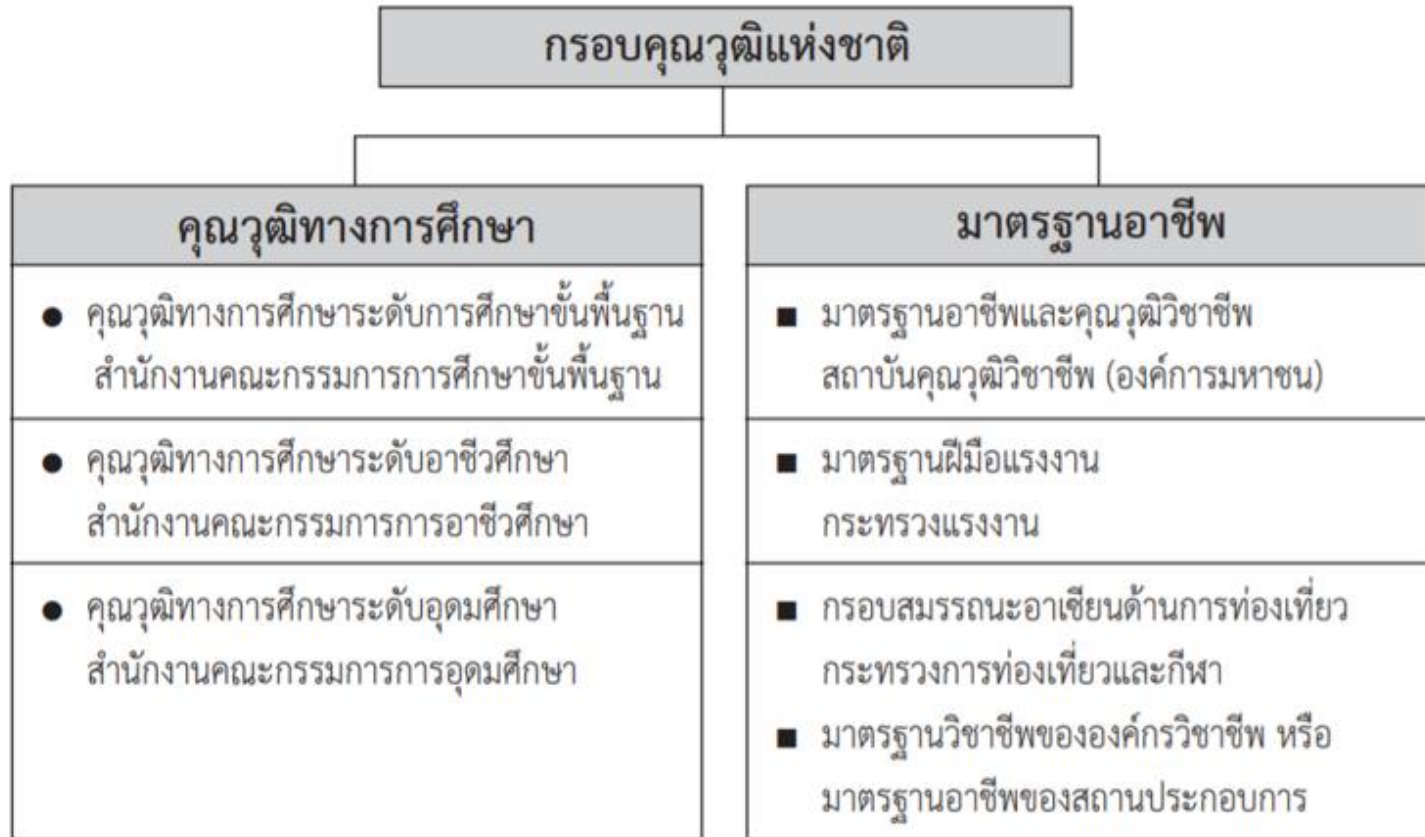 กรอบคุณวุฒิแห่งชาติ
คุณวุฒิทางการศึกษา
● คุณวุฒิทางการศึกษาระดับการศึกษาขั้นพื้นฐาน
สำนักงานคณะกรรมการการศึกษาขั้นพื้นฐาน
● คุณวุฒิทางการศึกษาระดับอาชีวศึกษา
สำนักงานคณะกรรมการการอาชีวศึกษา
● คุณวุฒิทางการศึกษาระดับอุดมศึกษา
สำนักงานคณะกรรมการการอุดมศึกษา
มาตรฐานอาชีพ
■ มาตรฐานอาชีพและคุณวุฒิวิชาชีพ
สถาบันคุณวุฒิวิชาชีพ (องค์การมหาชน)
■ มาตรฐานฝีมือแรงงาน
กระทรวงแรงงาน
■ กรอบสมรรถนะอาเซียนด้านการท่องเที่ยว
กระทรวงการท่องเที่ยวและกีฬา
■ มาตรฐานวิชาชีพขององค์กรวิชาชีพ หรือ
มาตรฐานอาชีพของสถานประกอบการ